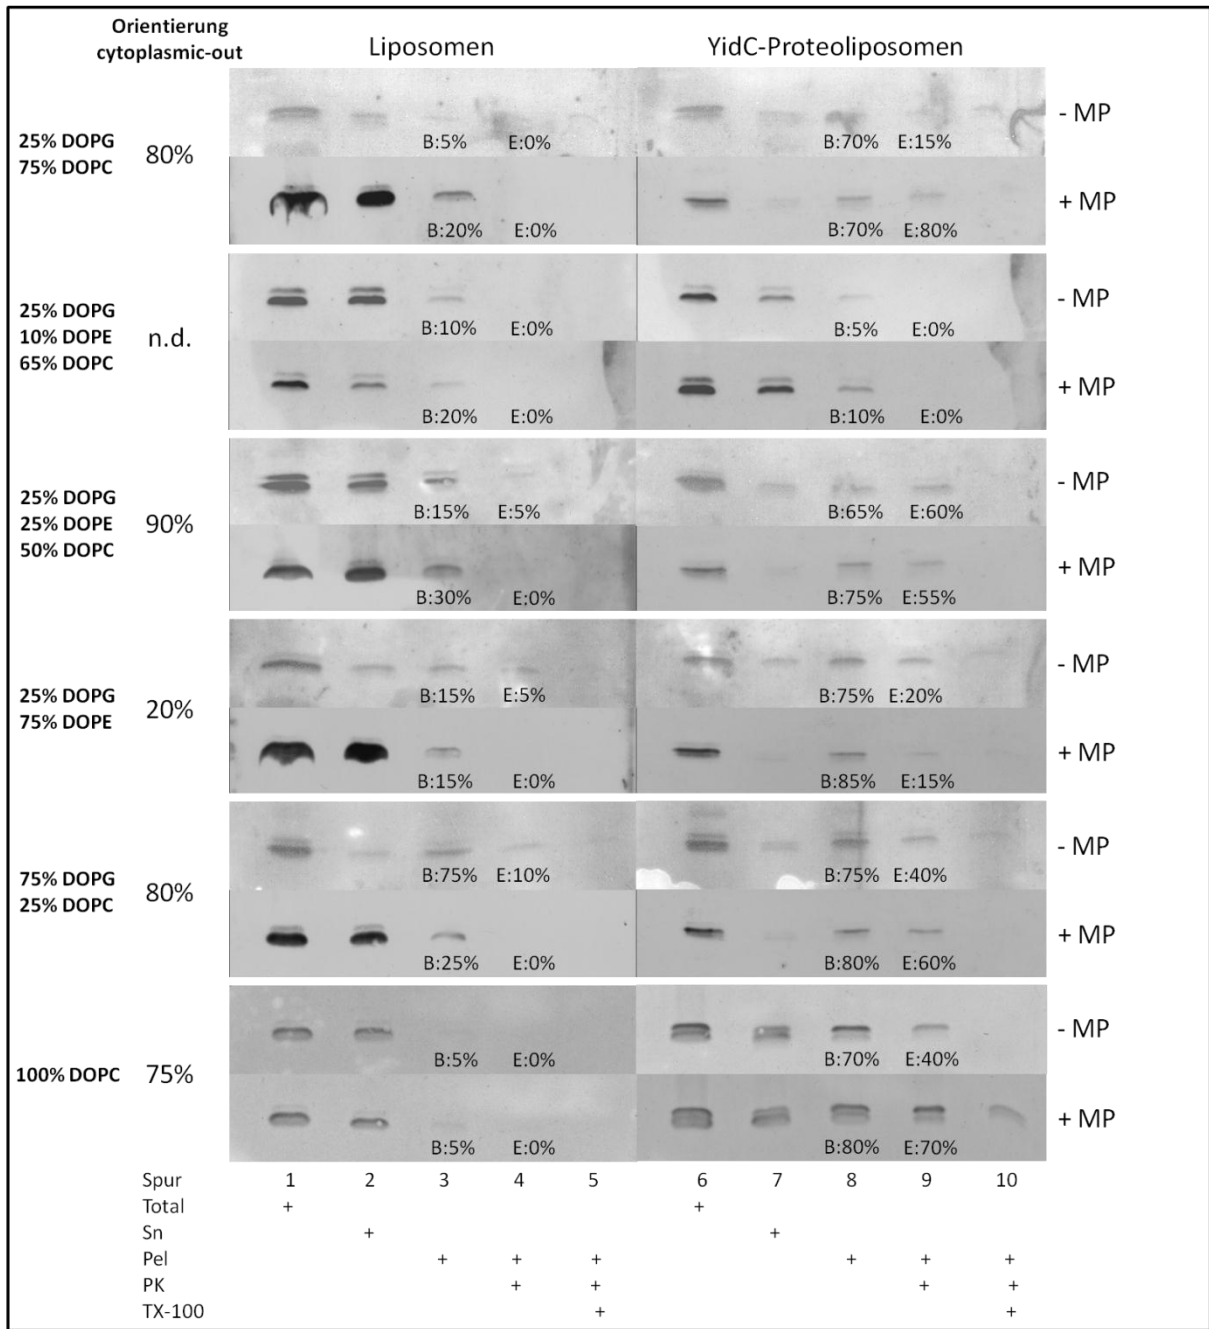 Orientierung
cytoplasmic-out
Liposomen
YidC-Proteoliposomen
25% DOPG
75% DOPC
80%
B:5% E:0%
B:70% E:15%
- MP
B:20% E:0%
B:70% E:80%
+ MP
25% DOPG
10% DOPE
65% DOPC
n.d.
B:10% E:0%
B:5% E:0%
- MP
B:20% E:0%
B:10% E:0%
+ MP
25% DOPG
25% DOPE
50% DOPC
90%
B:15% E:5%
B:65% E:60%
- MP
B:30% E:0%
B:75% E:55%
+ MP
25% DOPG
75% DOPE
20%
B:15% E:5%
B:75% E:20%
- MP
B:15% E:0%
B:85% E:15%
+ MP
75% DOPG
25% DOPC
80%
B:75% E:10%
B:75% E:40%
- MP
B:25% E:0%
B:80% E:60%
+ MP
100% DOPC
75%
B:5% E:0%
B:70% E:40%
- MP
B:5% E:0%
B:80% E:70%
+ MP
Spur 1 2 3 4 5 6 7 8 9 10
Total + +
Sn + +
Pel + + + + + +
PK + + + +
TX-100 + +